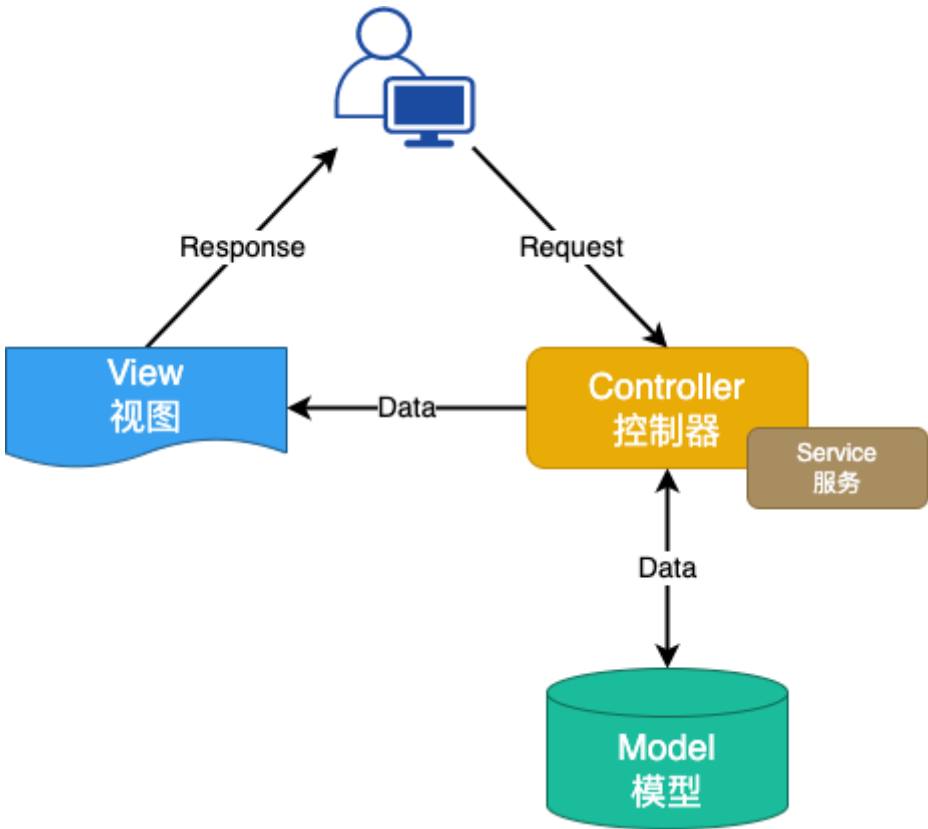 Response
Request
View
视图
Data
Controller
控制器
Service
服务
Data
Model
模型